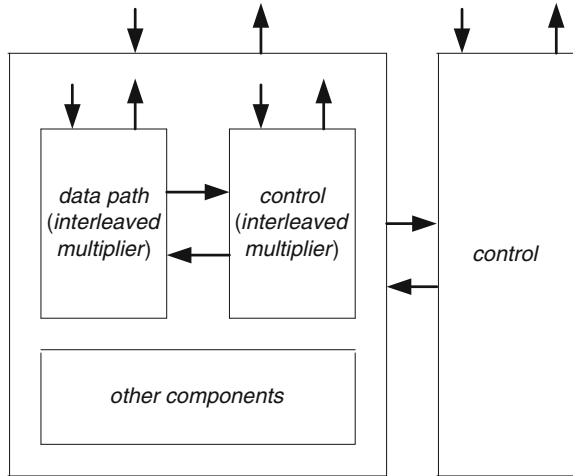 data path
(interleaved
multiplier)
control
(interleaved
multiplier)
control
other components